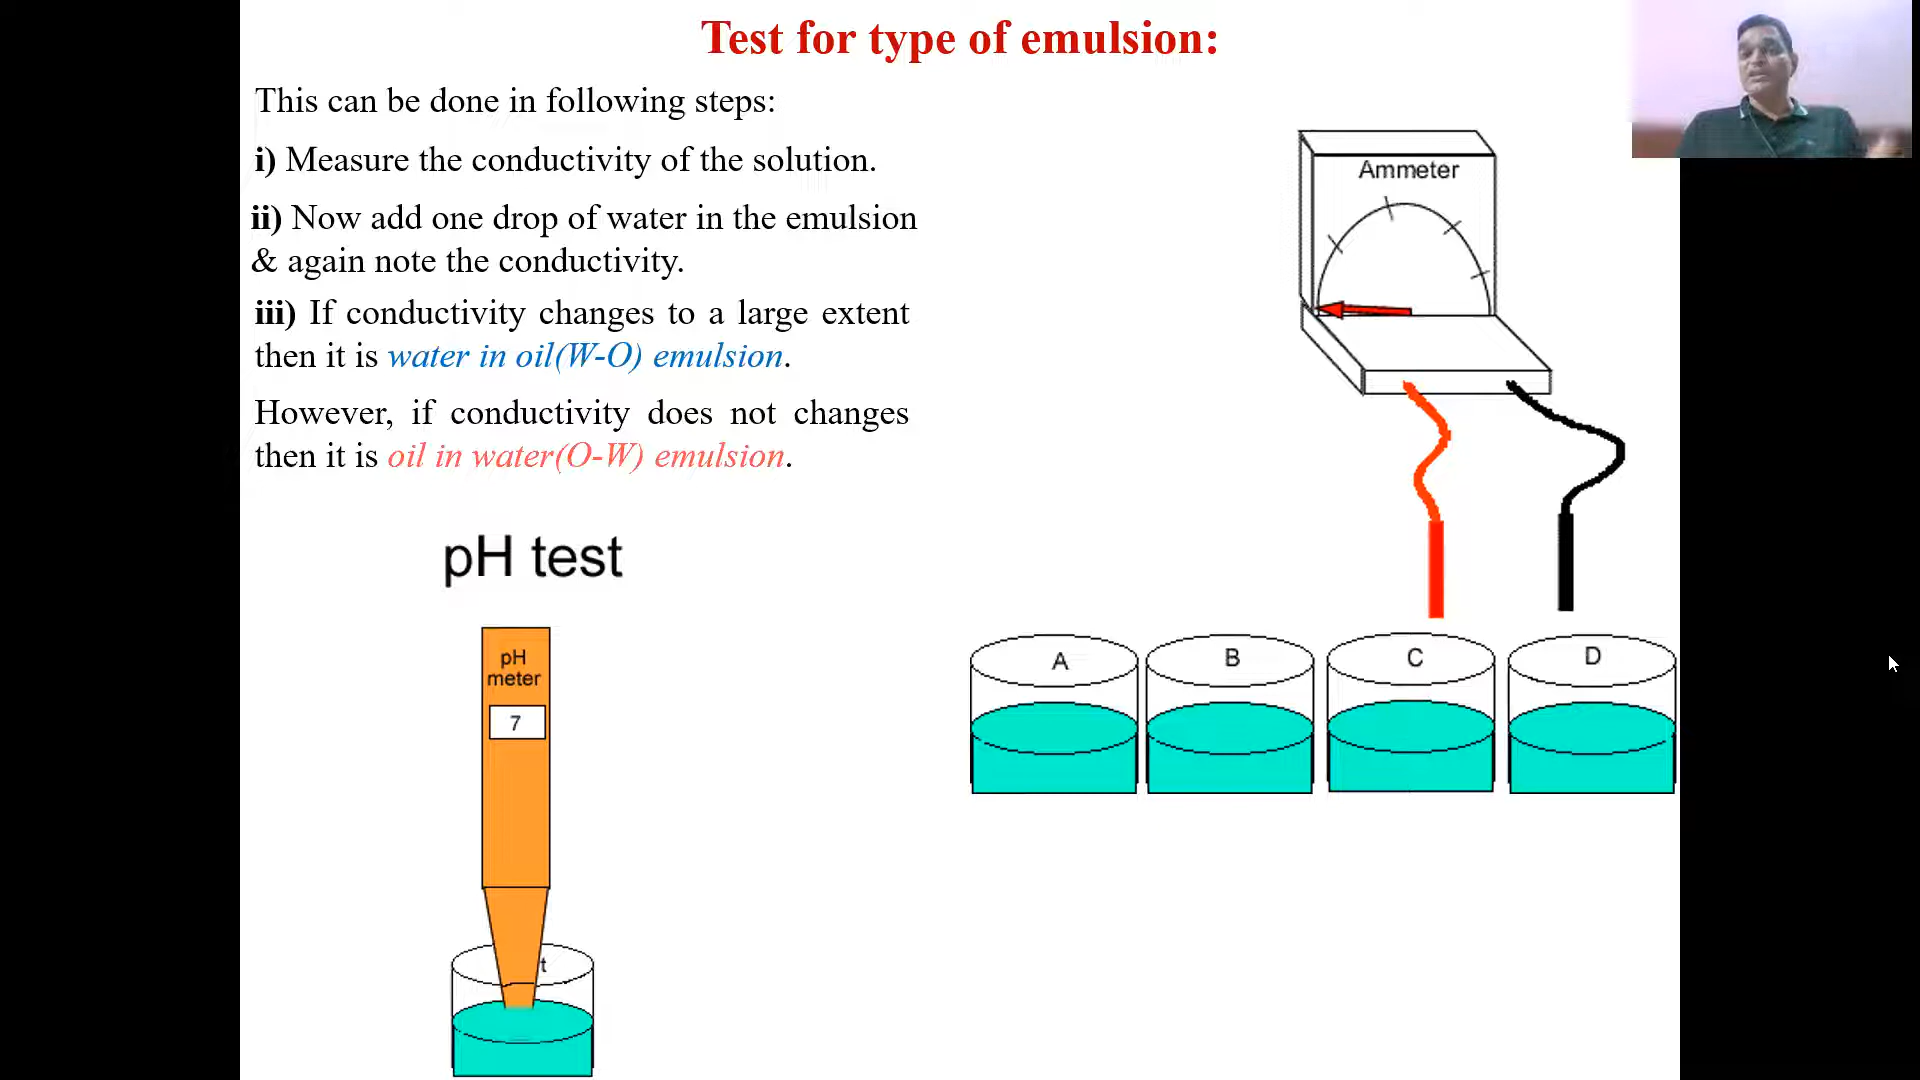 Test for type of emulsion:
This can be done in following steps:
i) Measure the conductivity of the solution.
ii) Now add one drop of water in the emulsion
& again note the conductivity.
iii) If conductivity changes to a large extent
then it is water in oil(W-O) emulsion.
However, if conductivity does not changes
then it is oil in water(O-W) emulsion.
pH test
pH
meter
7
t
Ammeter
A
B
C
D